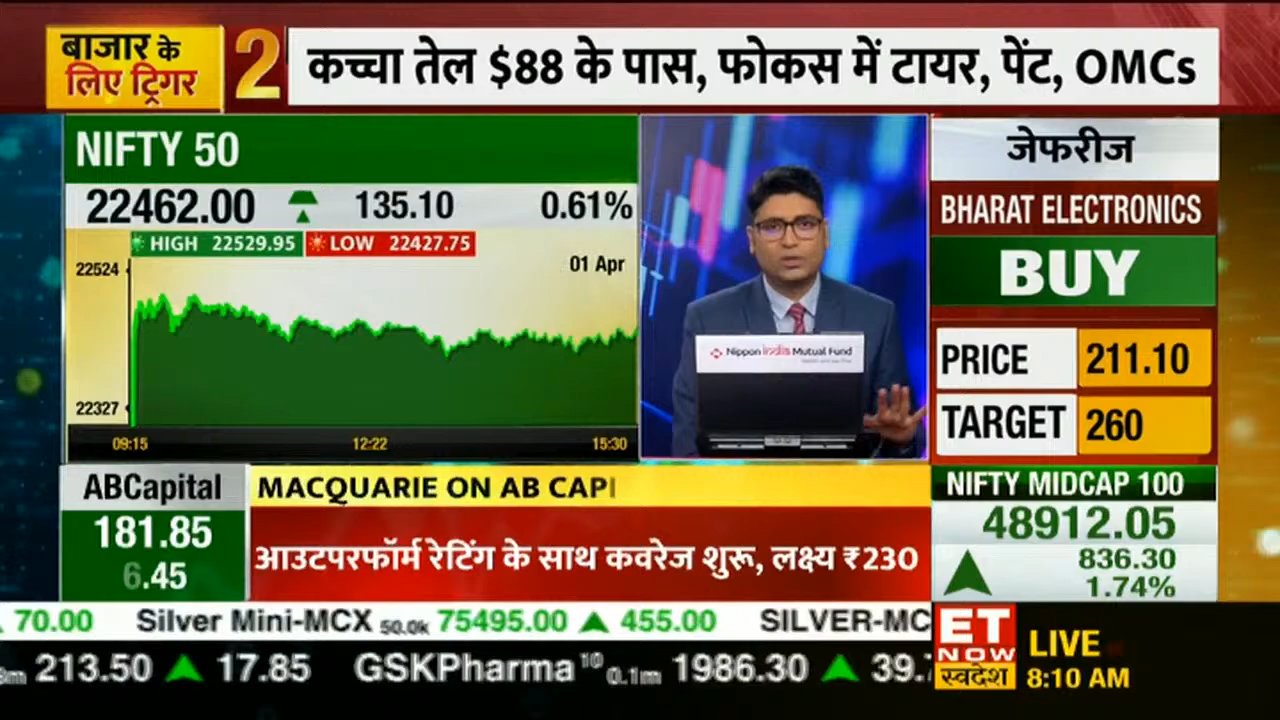 बाजार के
लिए ट्रिगर
2
कच्चा तेल $88 के पास, फोकस में टायर, पेंट, OMCs
NIFTY 50
22462.00 135.10 0.61%
HIGH 22529.95 LOW 22427.75
22524
01 Apr
22327
09:15 12:22 15:30
Nippon india Mutual Fund
जेफरीज
BHARAT ELECTRONICS
BUY
PRICE 211.10
TARGET 260
ABCapital
181.85
6.45
MACQUARIE ON AB CAPI
आउटपरफॉर्म रेटिंग के साथ कवरेज शुरू, लक्ष्य ₹230
NIFTY MIDCAP 100
48912.05
836.30
1.74%
70.00 Silver Mini-MCX 50.0k 75495.00 455.00 SILVER-MC
213.50 17.85 GSKPharma 10 0.1m 1986.30 39.
ET
NOW
स्वदेश
LIVE
8:10 AM